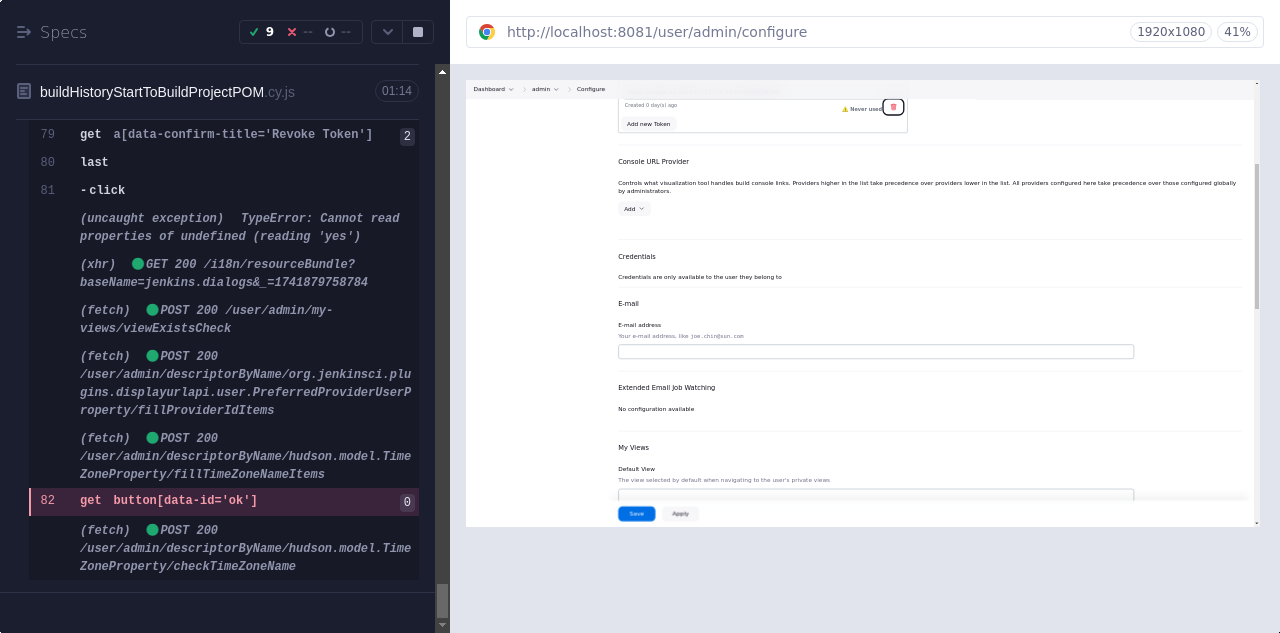 Specs
9
--
--
http://localhost:8081/user/admin/configure
1920x1080
41%
buildHistoryStartToBuildProjectPOM.cy.js
01:14
79 get a[data-confirm-title='Revoke Token'] 2
80 last
81 -click
(uncaught exception) TypeError: Cannot read
properties of undefined (reading 'yes')
(xhr) GET 200 /i18n/resourceBundle?
baseName=jenkins.dialogs&_=1741879758784
(fetch) POST 200 /user/admin/my-
views/viewExistsCheck
(fetch) POST 200
/user/admin/descriptorByName/org.jenkinsci.plu
gins.displayurlapi.user.PreferredProviderUserP
roperty/fillProviderIdItems
(fetch) POST 200
/user/admin/descriptorByName/hudson.model.Time
ZoneProperty/fillTimeZoneNameItems
82 get button[data-id='ok'] 0
(fetch) POST 200
/user/admin/descriptorByName/hudson.model.Time
ZoneProperty/checkTimeZoneName
Dashboard
admin
Configure
Created 0 day(s) ago
Never used
Add new Token
Console URL Provider
Controls what visualization tool handles build console links. Providers higher in the list take precedence over providers lower in the list. All providers configured here take precedence over those configured globally
by administrators.
Add
Credentials
Credentials are only available to the user they belong to
E-mail
E-mail address
Your e-mail address, like joe.chin@sun.com
Extended Email Job Watching
No configuration available
My Views
Default View
The view selected by default when navigating to the user's private views
Save
Apply